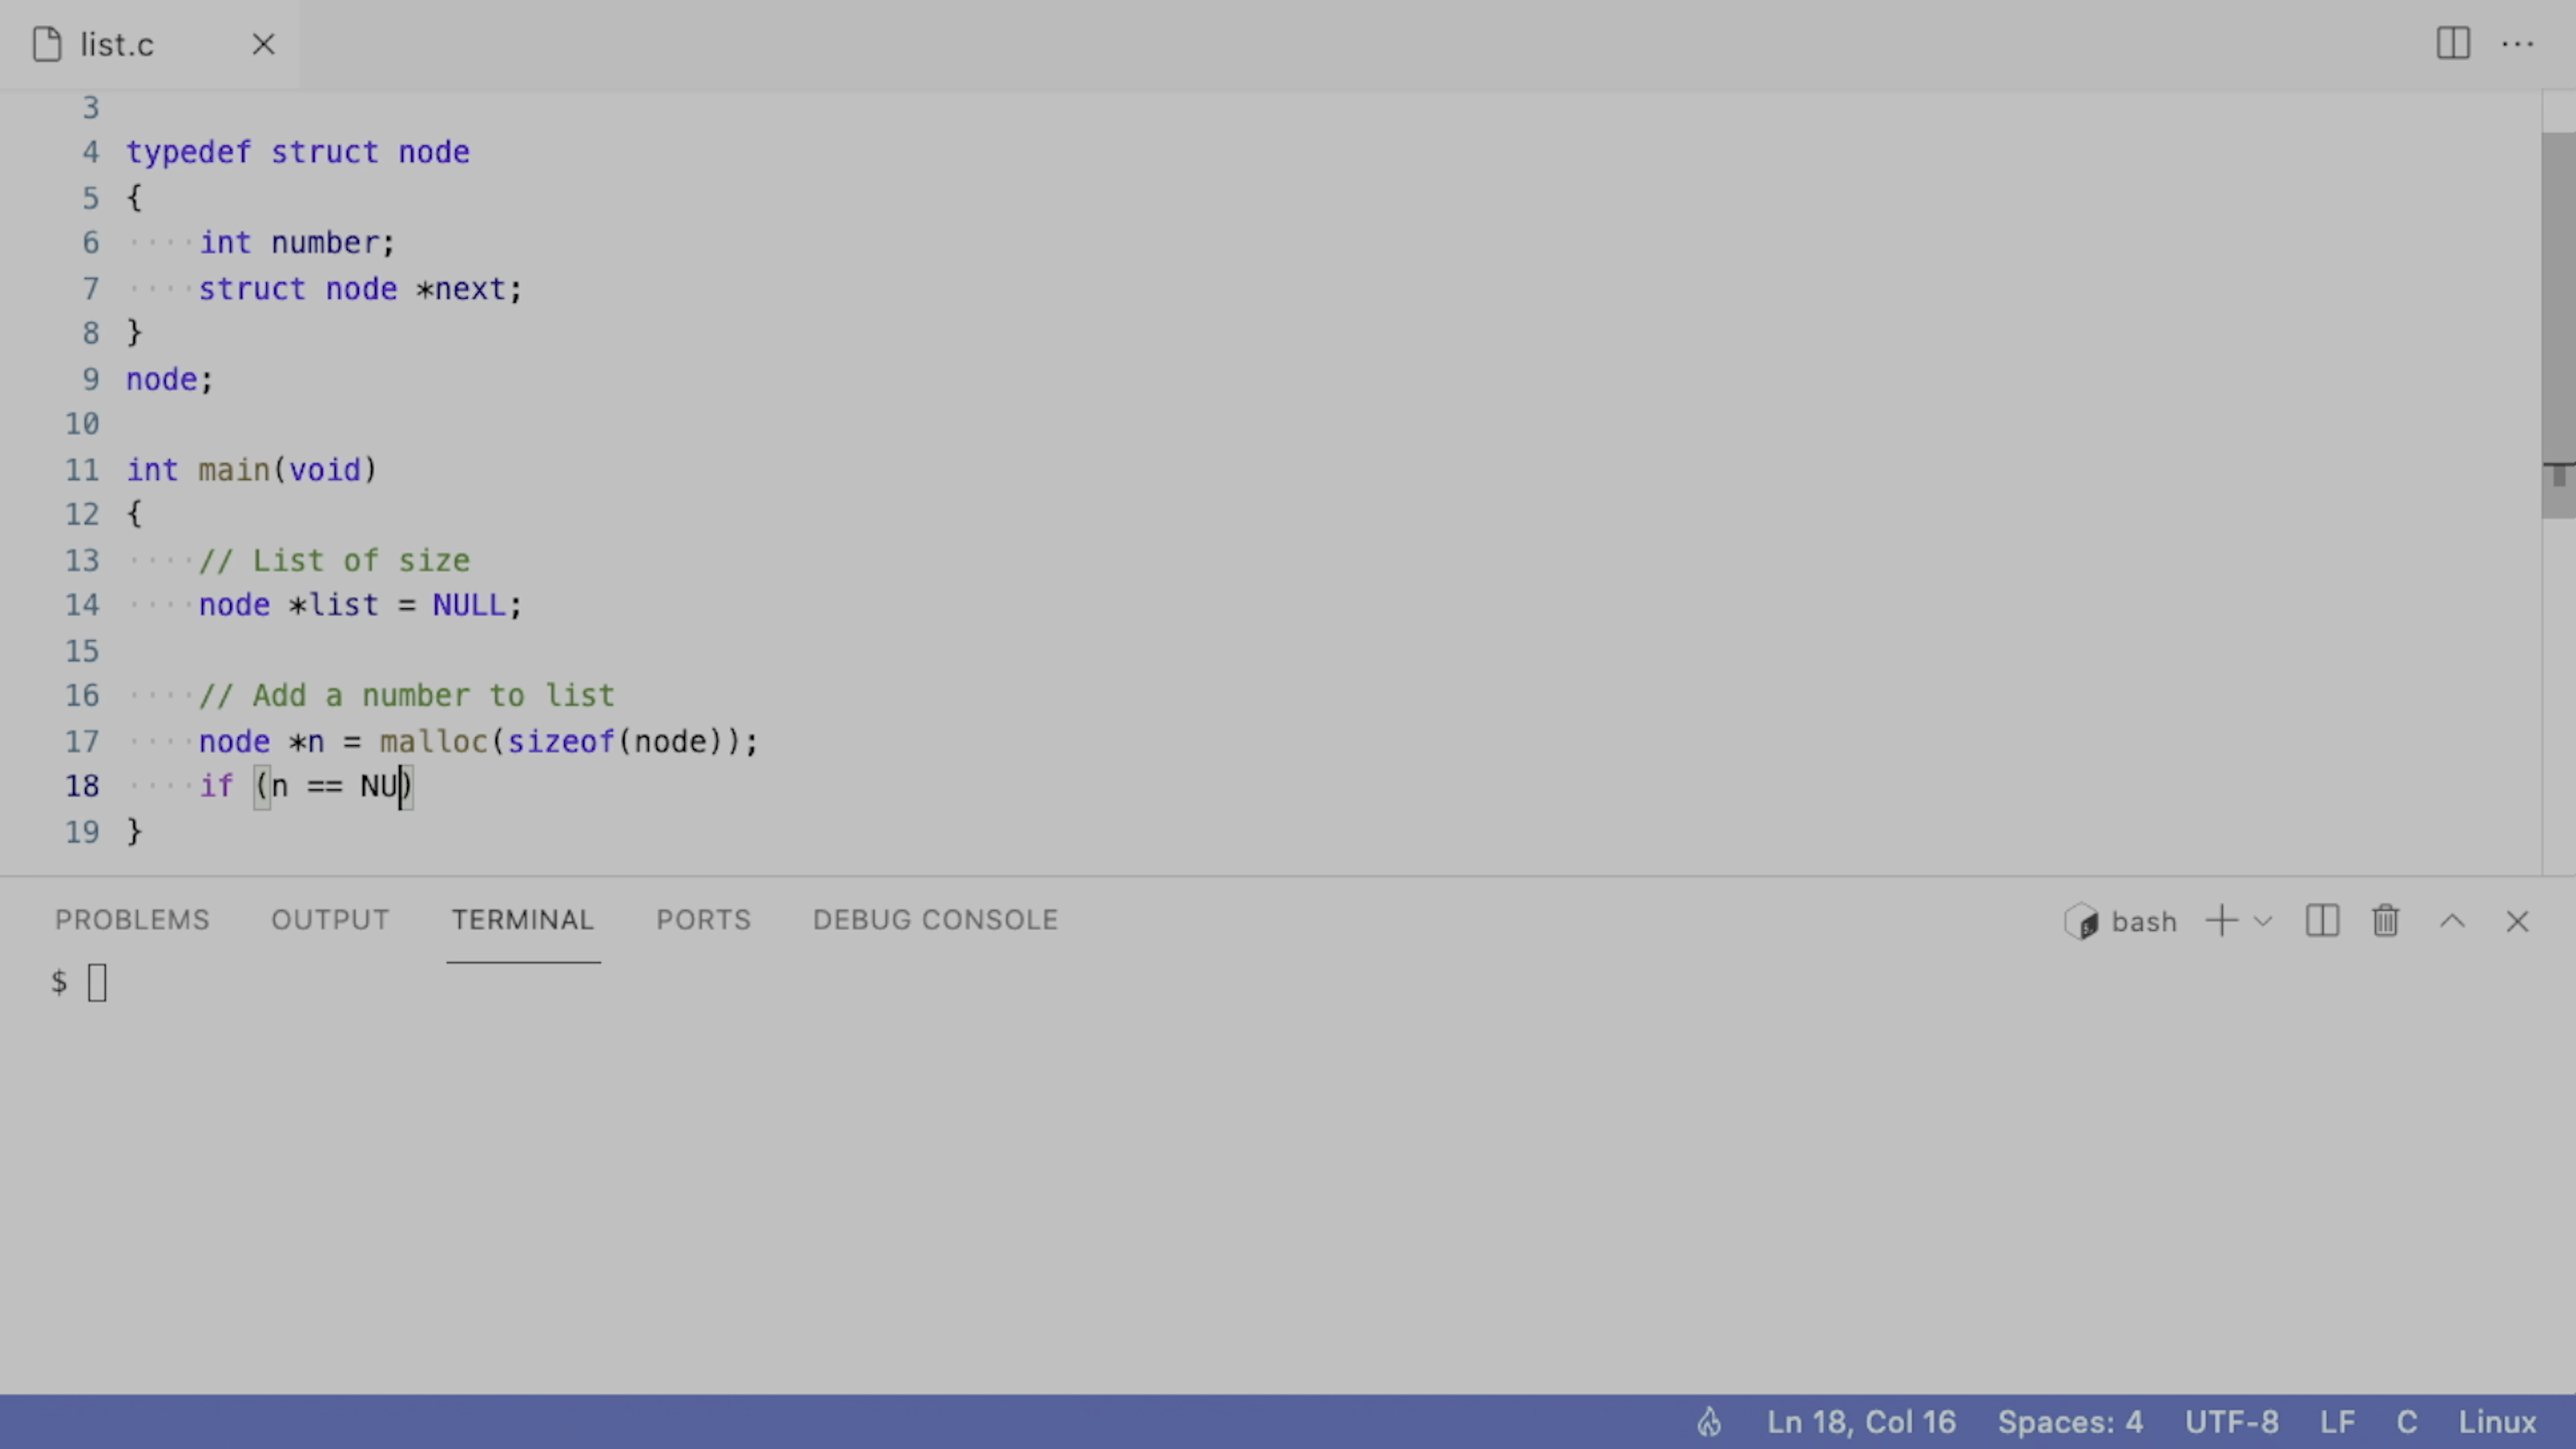 list.c
3
4 typedef struct node
5 {
6 int number;
7 struct node *next;
8 }
9 node;
10
11 int main(void)
12 {
13 // List of size
14 node *list = NULL;
15
16 // Add a number to list
17 node *n = malloc(sizeof(node));
18 if (n == NU)
19 }
PROBLEMS OUTPUT TERMINAL PORTS DEBUG CONSOLE bash
$
Ln 18, Col 16 Spaces: 4 UTF-8 LF C Linux